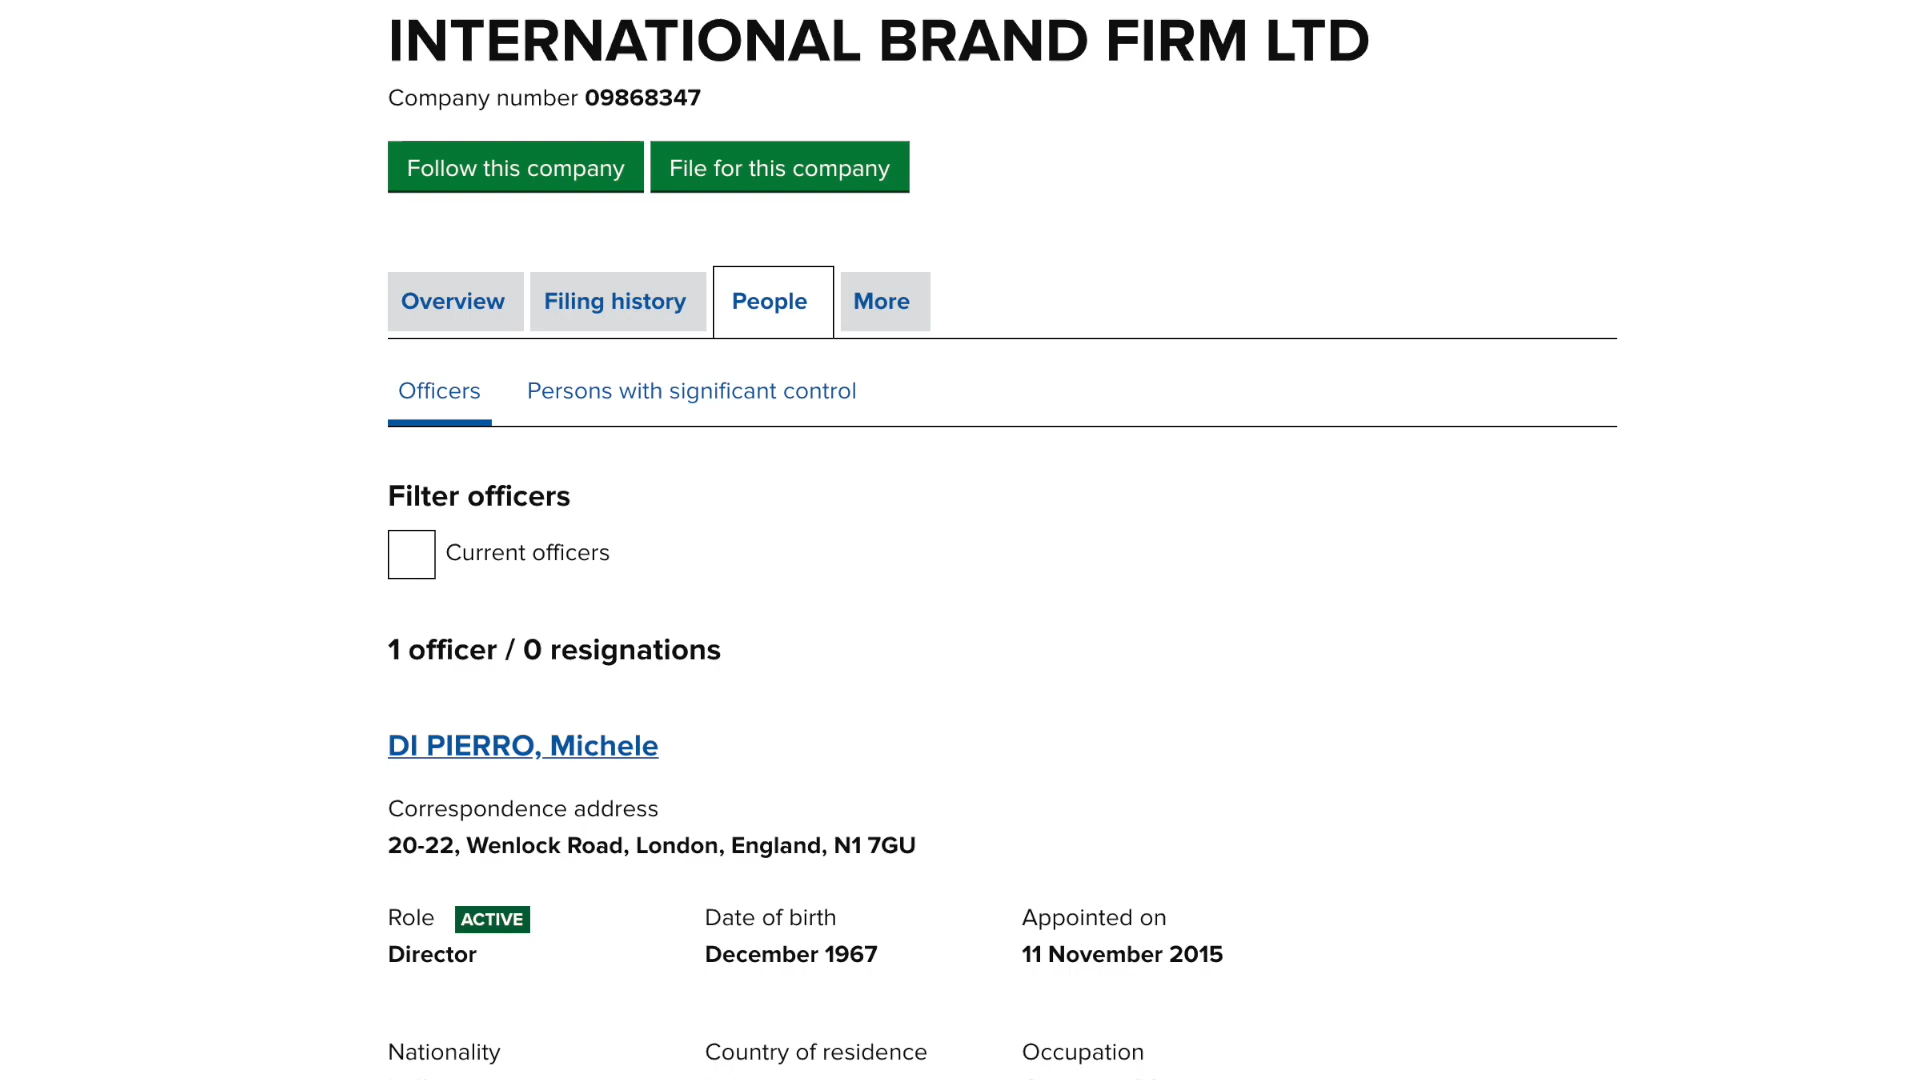 INTERNATIONAL BRAND FIRM LTD
Company number 09868347
Follow this company File for this company
Overview Filing history People More
Officers Persons with significant control
Filter officers
Current officers
1 officer / 0 resignations
DI PIERRO, Michele
Correspondence address
20-22, Wenlock Road, London, England, N1 7GU
Role ACTIVE Date of birth Appointed on
Director December 1967 11 November 2015
Nationality Country of residence Occupation